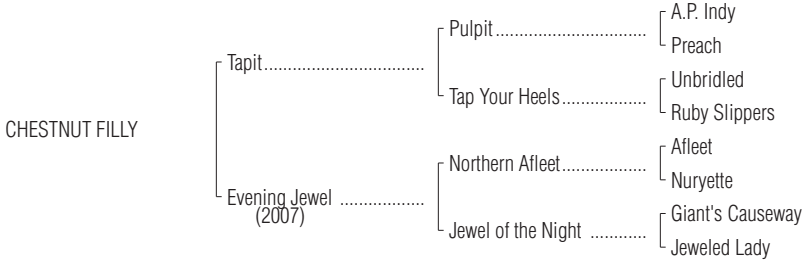 A.P. Indy
Pulpit................................
Preach
Tapit..................................
Unbridled
Tap Your Heels..................
Ruby Slippers
CHESTNUT FILLY
Afleet
Northern Afleet..................
Nuryette
Evening Jewel ..................
(2007)
Giant's Causeway
Jewel of the Night ............
Jeweled Lady